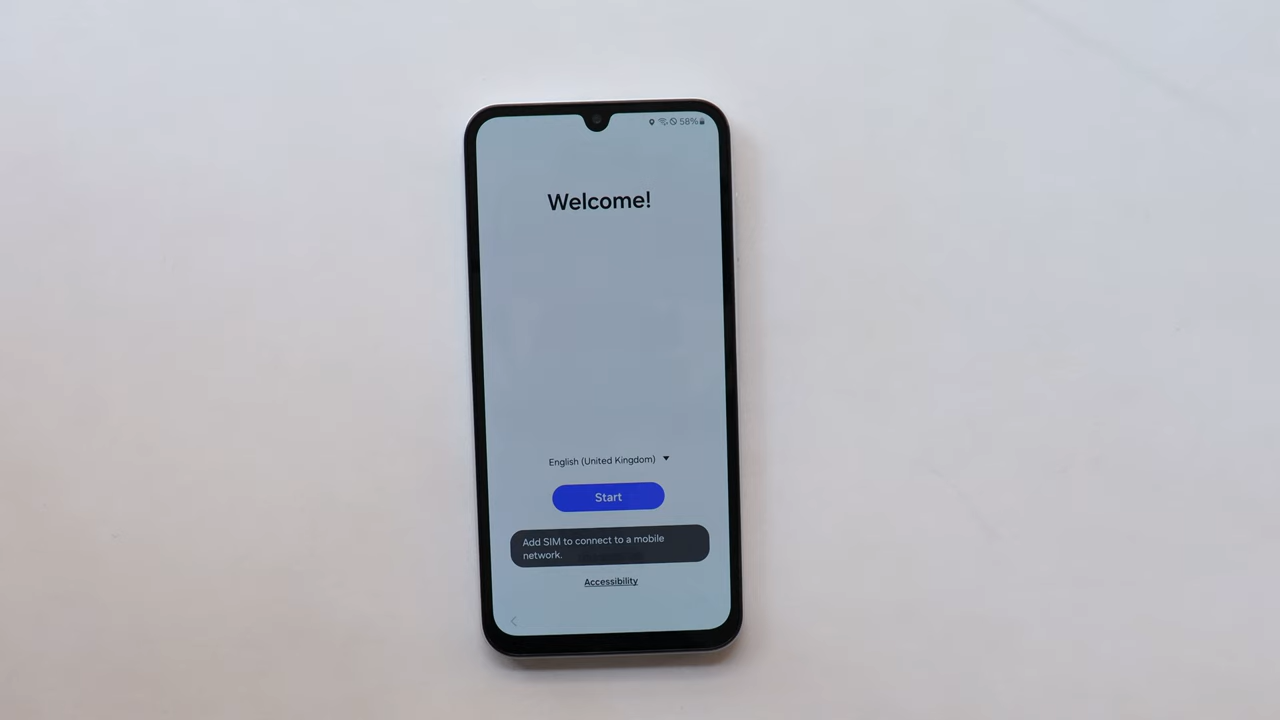 58%
Welcome!
English (United Kingdom)
Start
Add SIM to connect to a mobile
network.
Accessibility